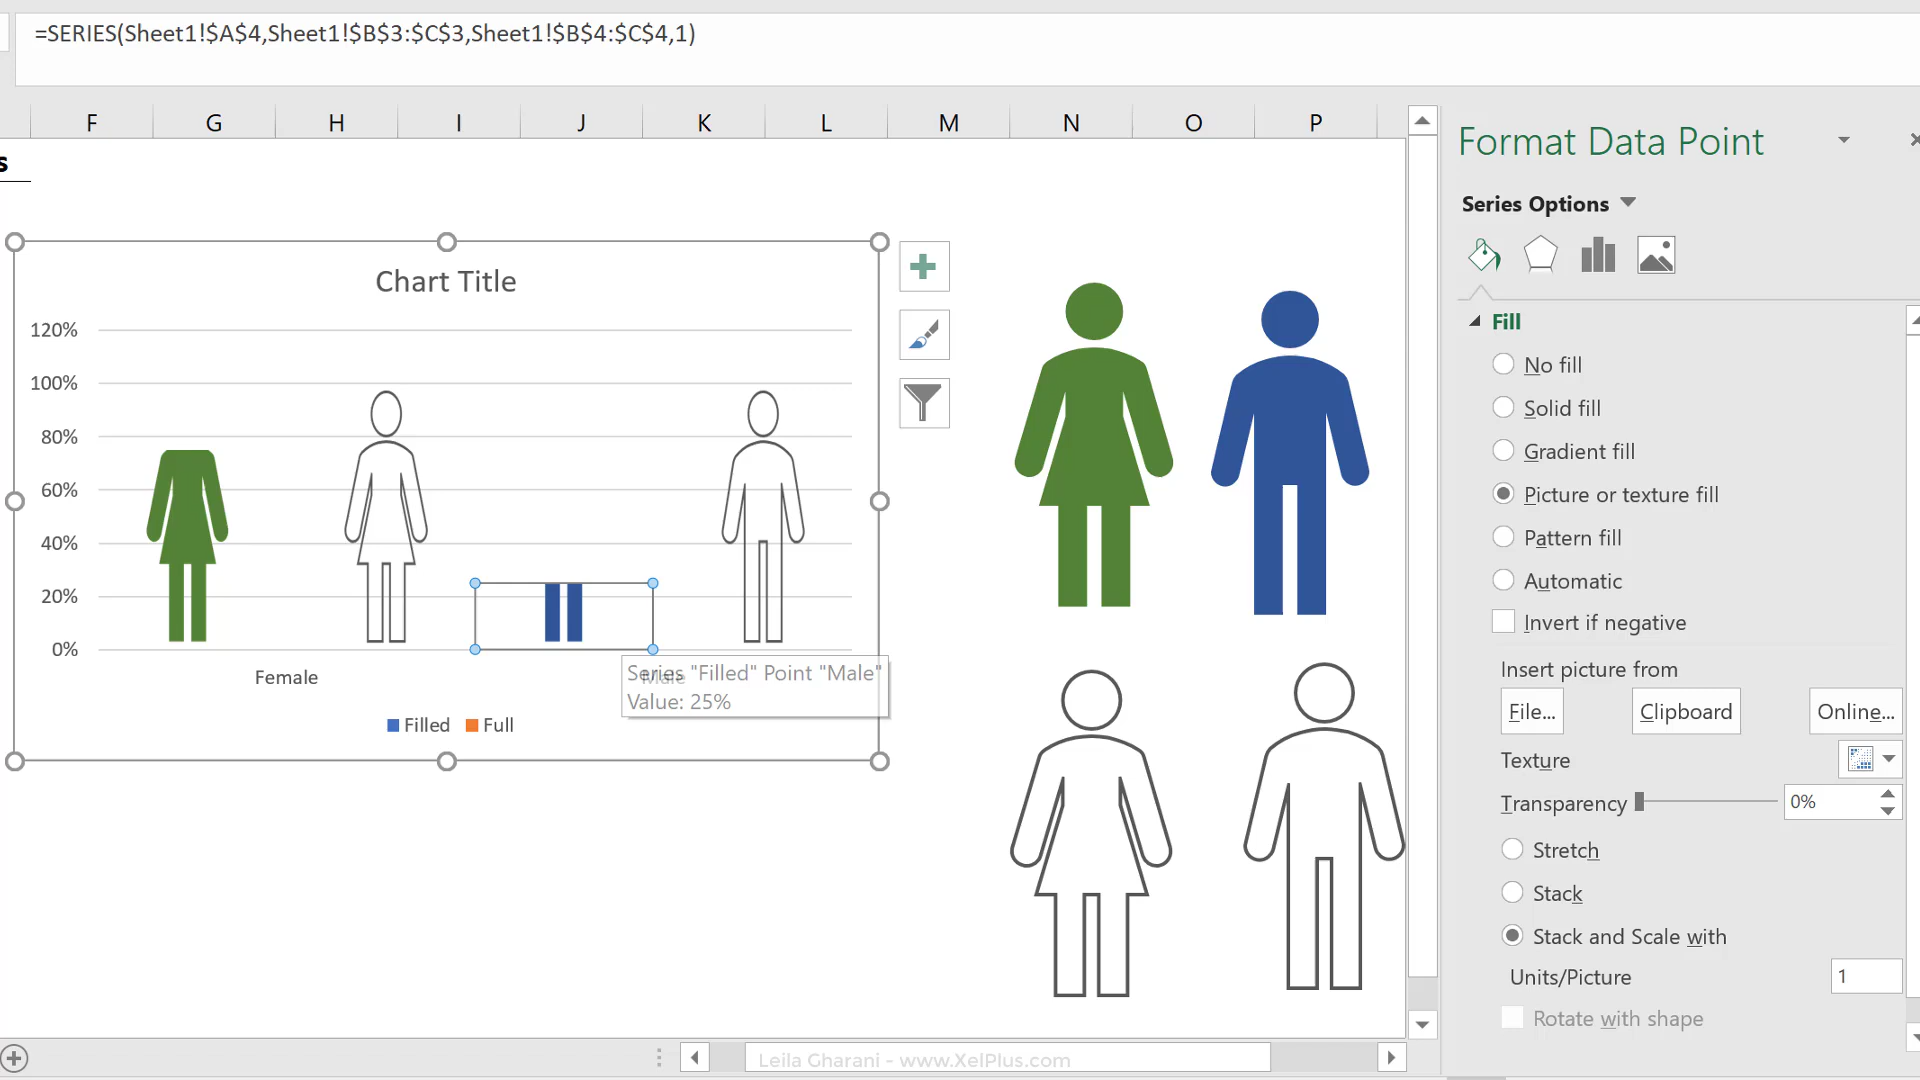 =SERIES(Sheet1!$A$4,Sheet1!$B$3:$C$3,Sheet1!$B$4:$C$4,1)
F G H I J K L M N O P
s
Chart Title
120%
100%
80%
60%
40%
20%
0%
Female
Male
Series "Filled" Point "Male"
Value: 25%
Filled Full
Format Data Point
Series Options
Fill
No fill
Solid fill
Gradient fill
Picture or texture fill
Pattern fill
Automatic
Invert if negative
Insert picture from
File... Clipboard Online...
Texture
Transparency 0%
Stretch
Stack
Stack and Scale with
Units/Picture 1
Rotate with shape
Leila Gharani - www.XelPlus.com